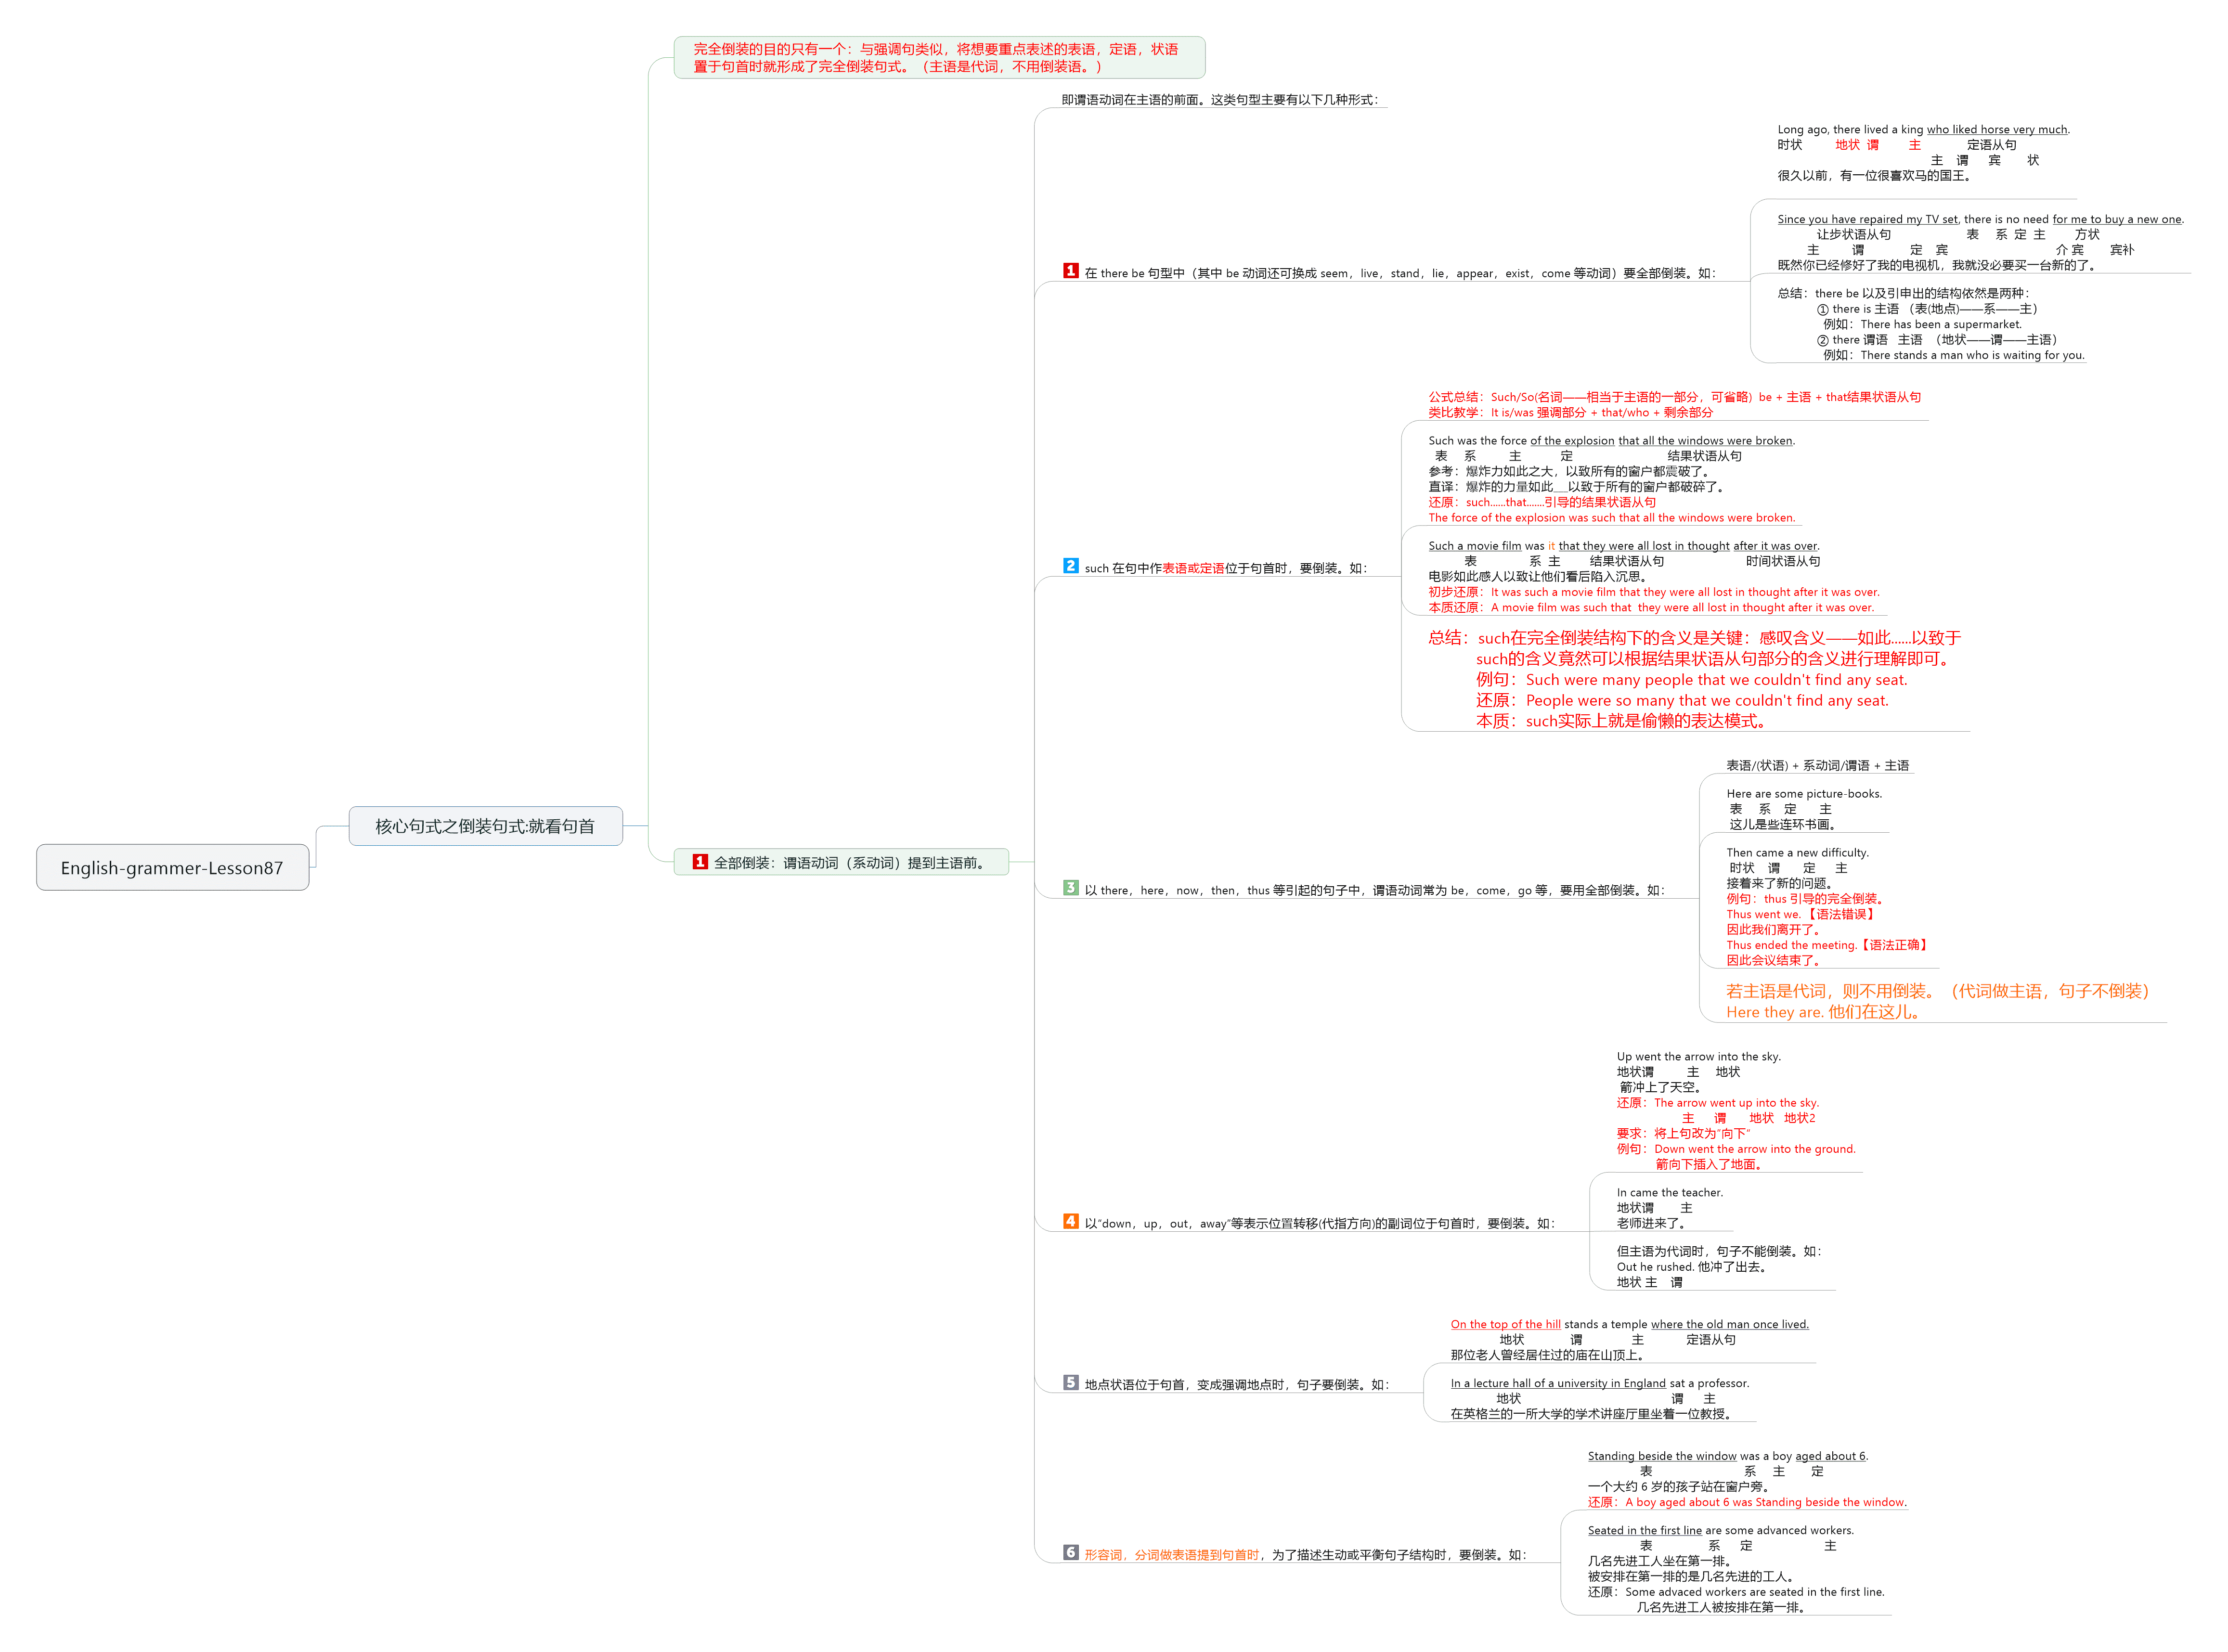 English-grammer-Lesson87
核心句式之倒装句式:就看句首
完全倒装的目的只有一个：与强调句类似，将想要重点表述的表语，定语，状语
置于句首时就形成了完全倒装句式。（主语是代词，不用倒装语。）
1 全部倒装：谓语动词（系动词）提到主语前。
即谓语动词在主语的前面。这类句型主要有以下几种形式：
1 在 there be 句型中（其中 be 动词还可换成 seem，live，stand，lie，appear，exist，come 等动词）要全部倒装。如：
Long ago, there lived a king who liked horse very much.
时状 地状 谓 主 定语从句
主 谓 宾 状
很久以前，有一位很喜欢马的国王。
Since you have repaired my TV set, there is no need for me to buy a new one.
让步状语从句 表 系 定 主 方状
主 谓 定 宾 介 宾 宾补
既然你已经修好了我的电视机，我就没必要买一台新的了。
总结：there be 以及引申出的结构依然是两种：
① there is 主语 （表(地点)——系——主）
例如：There has been a supermarket.
② there 谓语 主语 （地状——谓——主语）
例如：There stands a man who is waiting for you.
2 such 在句中作表语或定语位于句首时，要倒装。如：
公式总结：Such/So(名词——相当于主语的一部分，可省略) be + 主语 + that结果状语从句
类比教学：It is/was 强调部分 + that/who + 剩余部分
Such was the force of the explosion that all the windows were broken.
表 系 主 定 结果状语从句
参考：爆炸力如此之大，以致所有的窗户都震破了。
直译：爆炸的力量如此__以致于所有的窗户都破碎了。
还原：such......that.......引导的结果状语从句
The force of the explosion was such that all the windows were broken.
Such a movie film was it that they were all lost in thought after it was over.
表 系 主 结果状语从句 时间状语从句
电影如此感人以致让他们看后陷入沉思。
初步还原：It was such a movie film that they were all lost in thought after it was over.
本质还原：A movie film was such that they were all lost in thought after it was over.
总结：such在完全倒装结构下的含义是关键：感叹含义——如此......以致于
such的含义竟然可以根据结果状语从句部分的含义进行理解即可。
例句：Such were many people that we couldn't find any seat.
还原：People were so many that we couldn't find any seat.
本质：such实际上就是偷懒的表达模式。
3 以 there，here，now，then，thus 等引起的句子中，谓语动词常为 be，come，go 等，要用全部倒装。如：
表语/(状语) + 系动词/谓语 + 主语
Here are some picture-books.
表 系 定 主
这儿是些连环书画。
Then came a new difficulty.
时状 谓 定 主
接着来了新的问题。
例句：thus 引导的完全倒装。
Thus went we. 【语法错误】
因此我们离开了。
Thus ended the meeting.【语法正确】
因此会议结束了。
若主语是代词，则不用倒装。（代词做主语，句子不倒装）
Here they are. 他们在这儿。
4 以“down，up，out，away”等表示位置转移(代指方向)的副词位于句首时，要倒装。如：
Up went the arrow into the sky.
地状谓 主 地状
箭冲上了天空。
还原：The arrow went up into the sky.
主 谓 地状 地状2
要求：将上句改为“向下”
例句：Down went the arrow into the ground.
箭向下插入了地面。
In came the teacher.
地状谓 主
老师进来了。
但主语为代词时，句子不能倒装。如：
Out he rushed. 他冲了出去。
地状 主 谓
5 地点状语位于句首，变成强调地点时，句子要倒装。如：
On the top of the hill stands a temple where the old man once lived.
地状 谓 主 定语从句
那位老人曾经居住过的庙在山顶上。
In a lecture hall of a university in England sat a professor.
地状 谓 主
在英格兰的一所大学的学术讲座厅里坐着一位教授。
6 形容词，分词做表语提到句首时，为了描述生动或平衡句子结构时，要倒装。如：
Standing beside the window was a boy aged about 6.
表 系 主 定
一个大约 6 岁的孩子站在窗户旁。
还原：A boy aged about 6 was Standing beside the window.
Seated in the first line are some advanced workers.
表 系 定 主
几名先进工人坐在第一排。
被安排在第一排的是几名先进的工人。
还原：Some advaced workers are seated in the first line.
几名先进工人被按排在第一排。